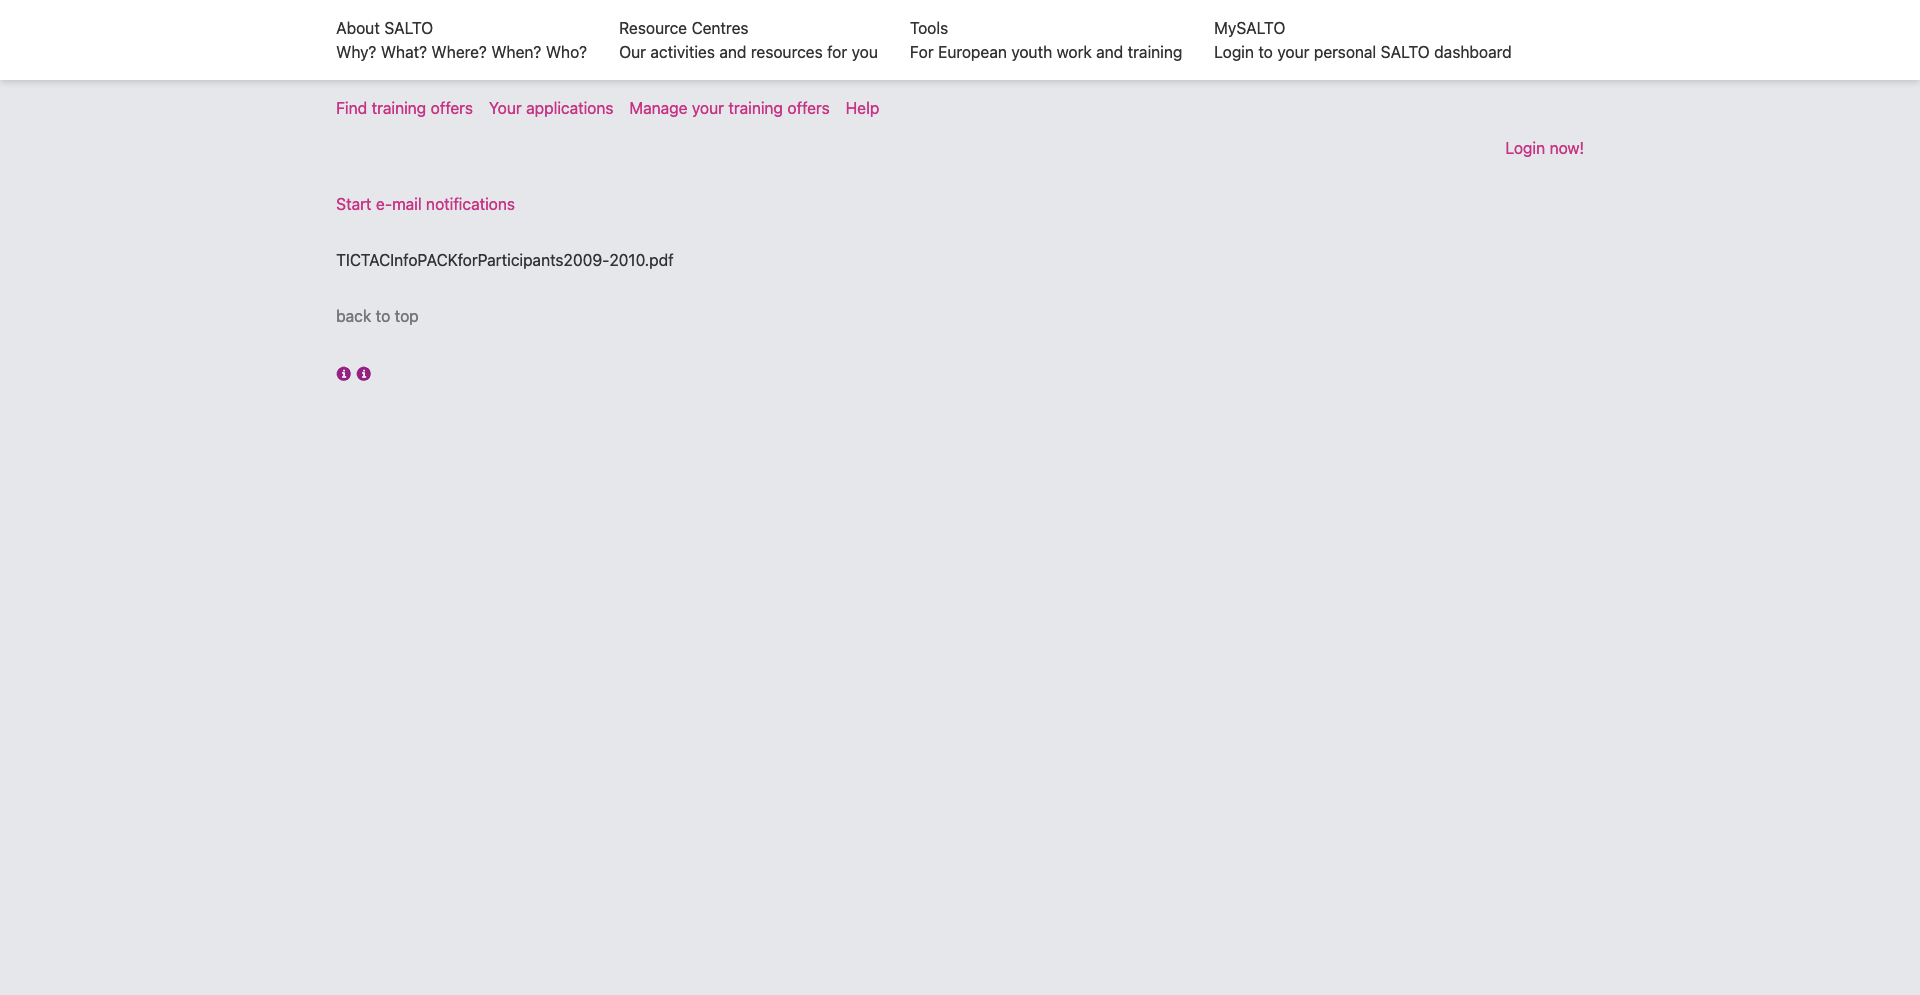 About SALTO
Why? What? Where? When? Who?
Resource Centres
Our activities and resources for you
Tools
For European youth work and training
MySALTO
Login to your personal SALTO dashboard
Find training offers
Your applications
Manage your training offers
Help
Login now!
Start e-mail notifications
TICTACInfoPACKforParticipants2009-2010.pdf
back to top